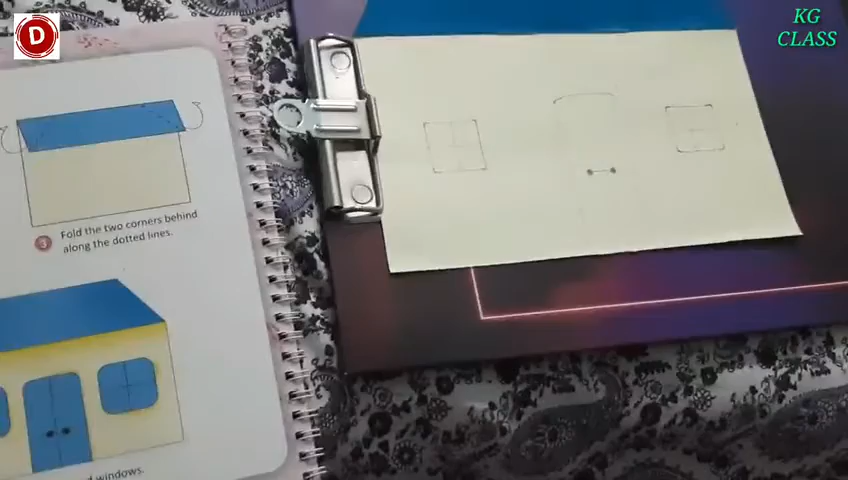 D
KG
CLASS
3 Fold the two corners behind
along the dotted lines.
windows.